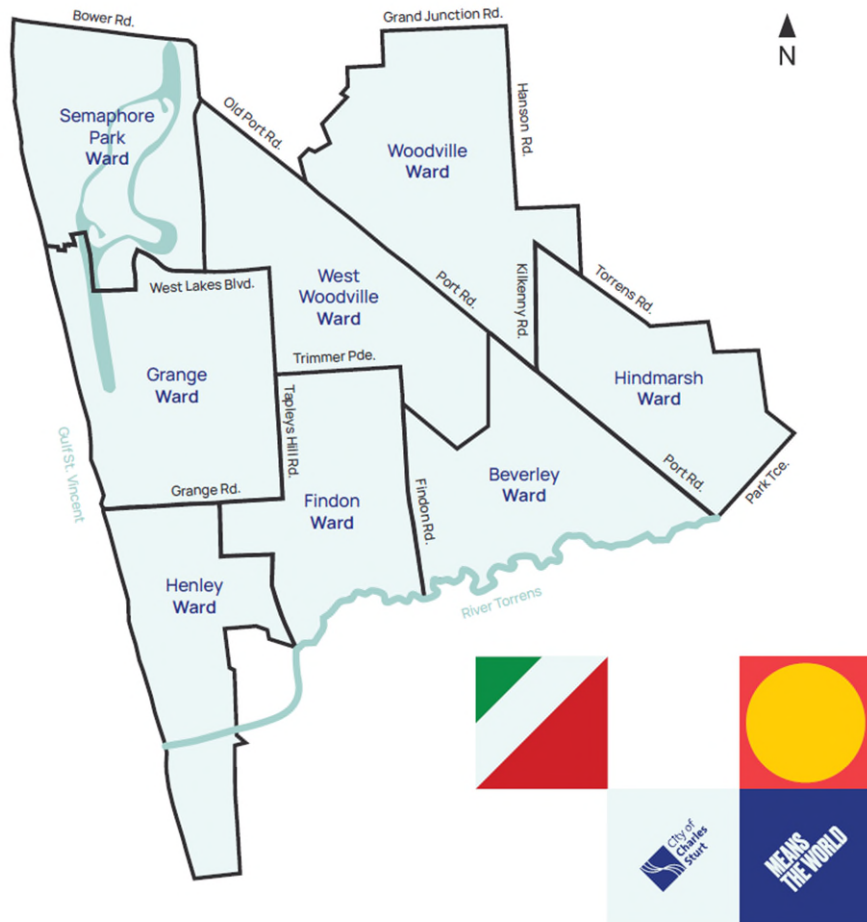 Bower Rd.
Grand Junction Rd.
N
Old Port Rd.
Hanson Rd.
Semaphore
Park
Ward
Woodville
Ward
West Lakes Blvd.
West
Woodville
Ward
Port Rd.
Kilkenny Rd.
Torrens Rd.
Trimmer Pde.
Grange
Ward
Tapleys Hill Rd.
Hindmarsh
Ward
Gulf St. Vincent
Grange Rd.
Findon
Ward
Findon Rd.
Beverley
Ward
Port Rd.
Park Tce.
Henley
Ward
River Torrens
City of
Charles
Sturt
MEANS
THE WORLD